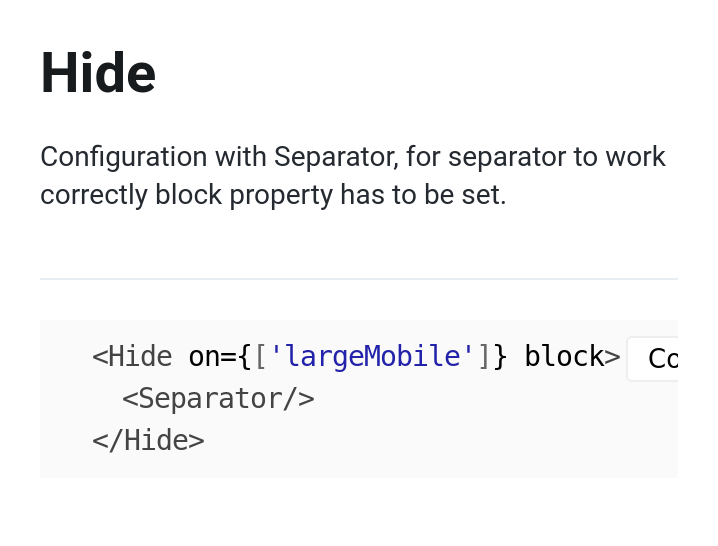 Hide
Configuration with Separator, for separator to work
correctly block property has to be set.
<Hide on={['largeMobile']} block>
<Separator/>
</Hide>